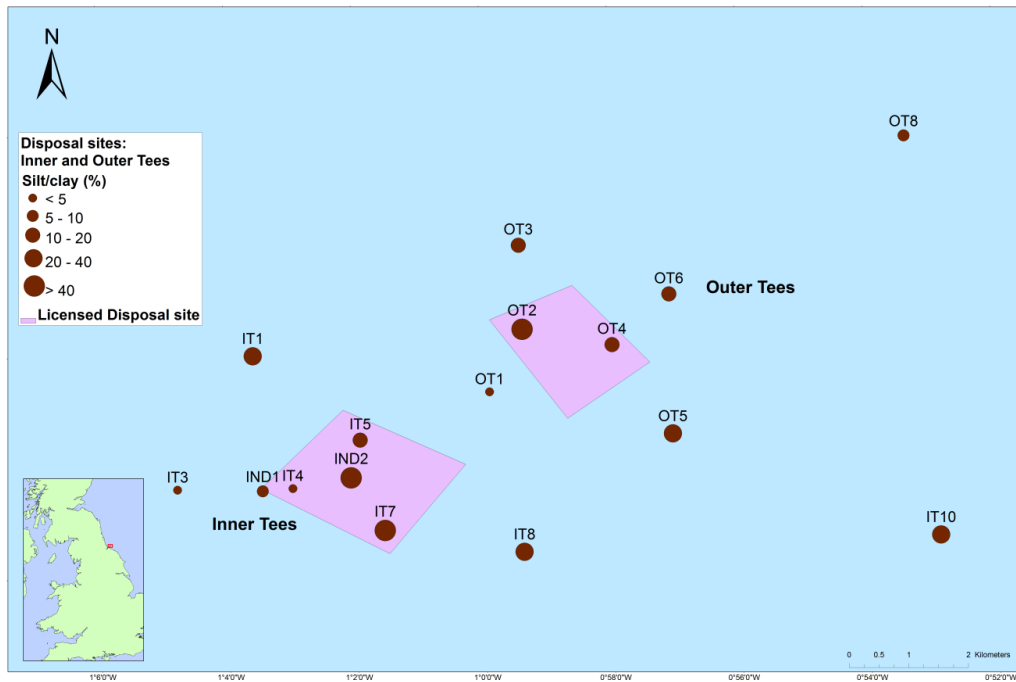 N
Disposal sites:
Inner and Outer Tees
Silt/clay (%)
< 5
5 - 10
10 - 20
20 - 40
> 40
Licensed Disposal site
OT8
OT3
OT6
Outer Tees
OT2
OT4
IT1
OT1
IT5
OT5
IND2
IT3
IND1
IT4
Inner Tees
IT7
IT8
IT10
0 0.5 1 2 Kilometers
1°6'0"W 1°4'0"W 1°2'0"W 1°0'0"W 0°58'0"W 0°56'0"W 0°54'0"W 0°52'0"W